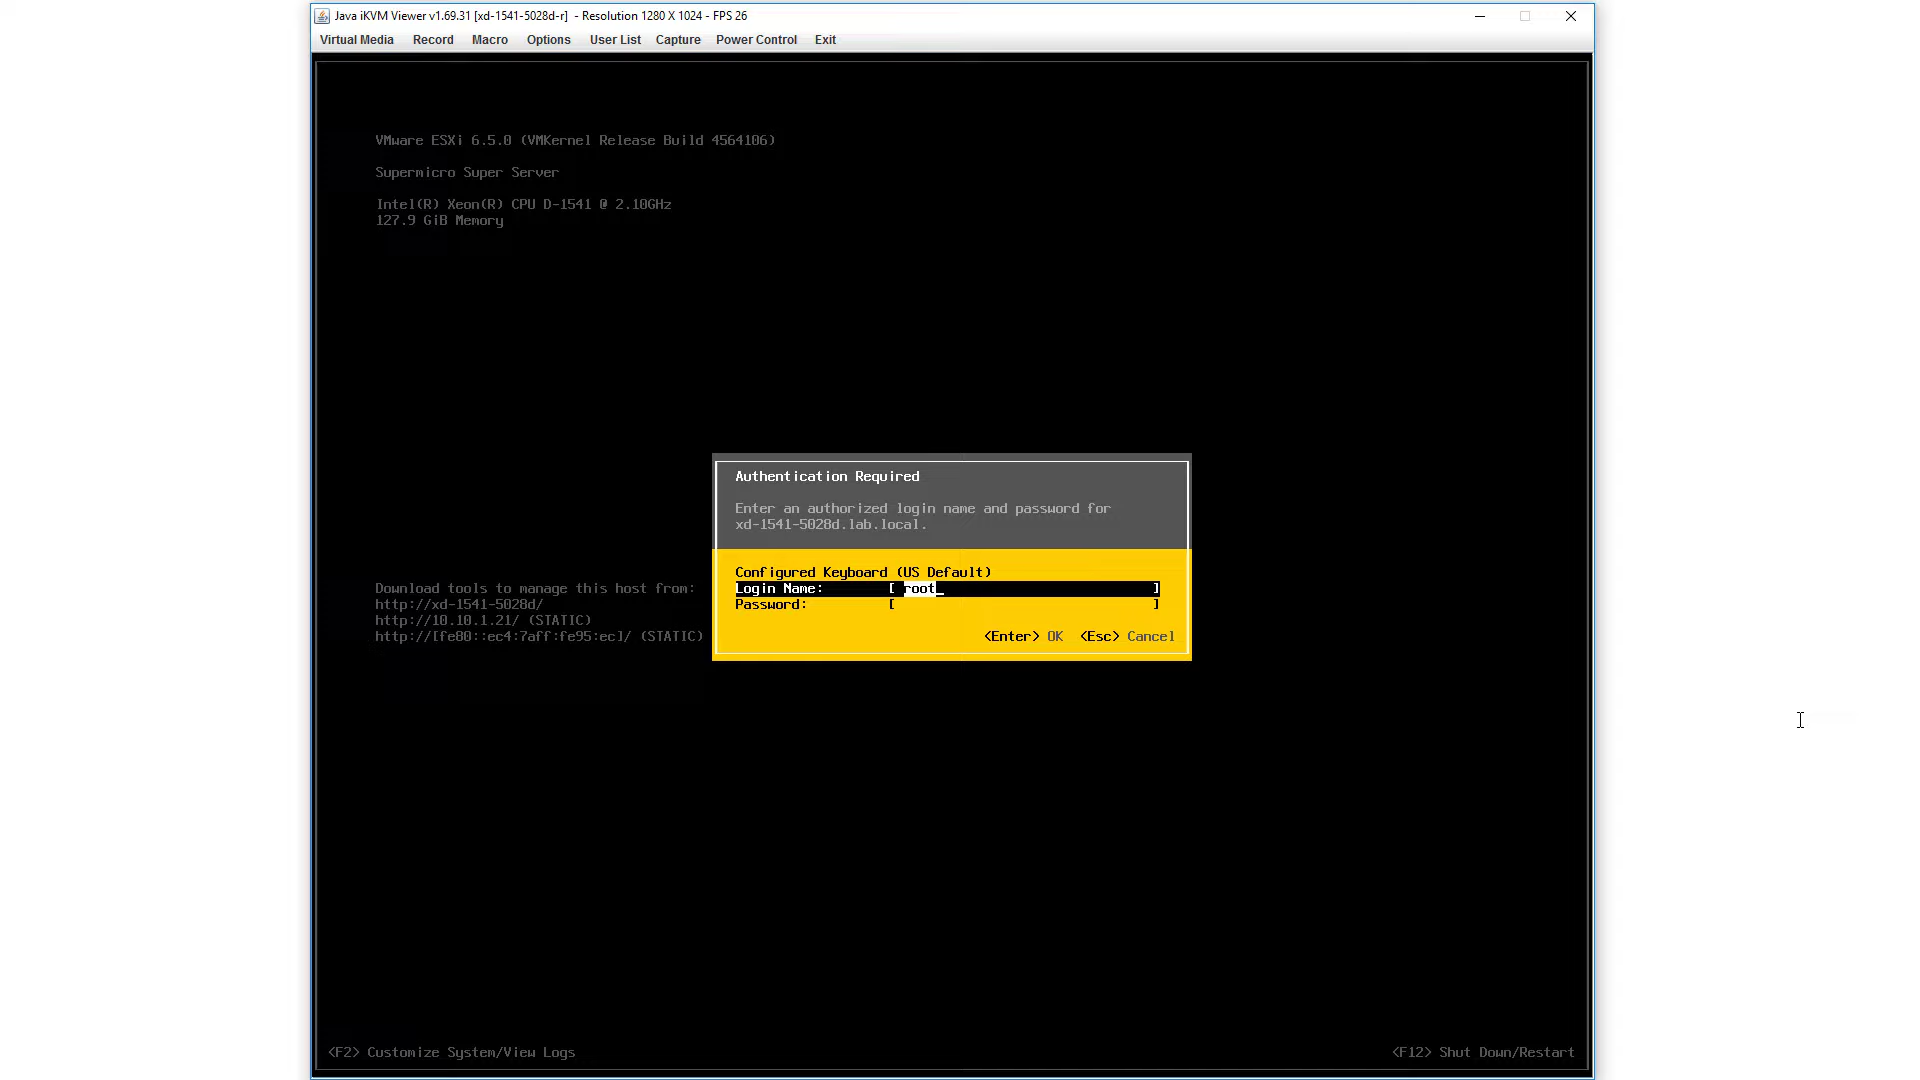 Java iKVM Viewer v1.69.31 [xd-1541-5028d-r] - Resolution 1280 X 1024 - FPS 26
Virtual Media Record Macro Options User List Capture Power Control Exit
VMware ESXi 6.5.0 (VMKernel Release Build 4564106)
Supermicro Super Server
Intel(R) Xeon(R) CPU D-1541 @ 2.10GHz
127.9 GiB Memory
Authentication Required
Enter an authorized login name and password for
xd-1541-5028d.lab.local.
Configured Keyboard (US Default)
Login Name: [ root_ ]
Password: [ ]
<Enter> OK <Esc> Cancel
Download tools to manage this host from:
http://xd-1541-5028d/
http://10.10.1.21/ (STATIC)
http://[fe80::ec4:7aff:fe95:ec]/ (STATIC)
<F2> Customize System/View Logs
<F12> Shut Down/Restart